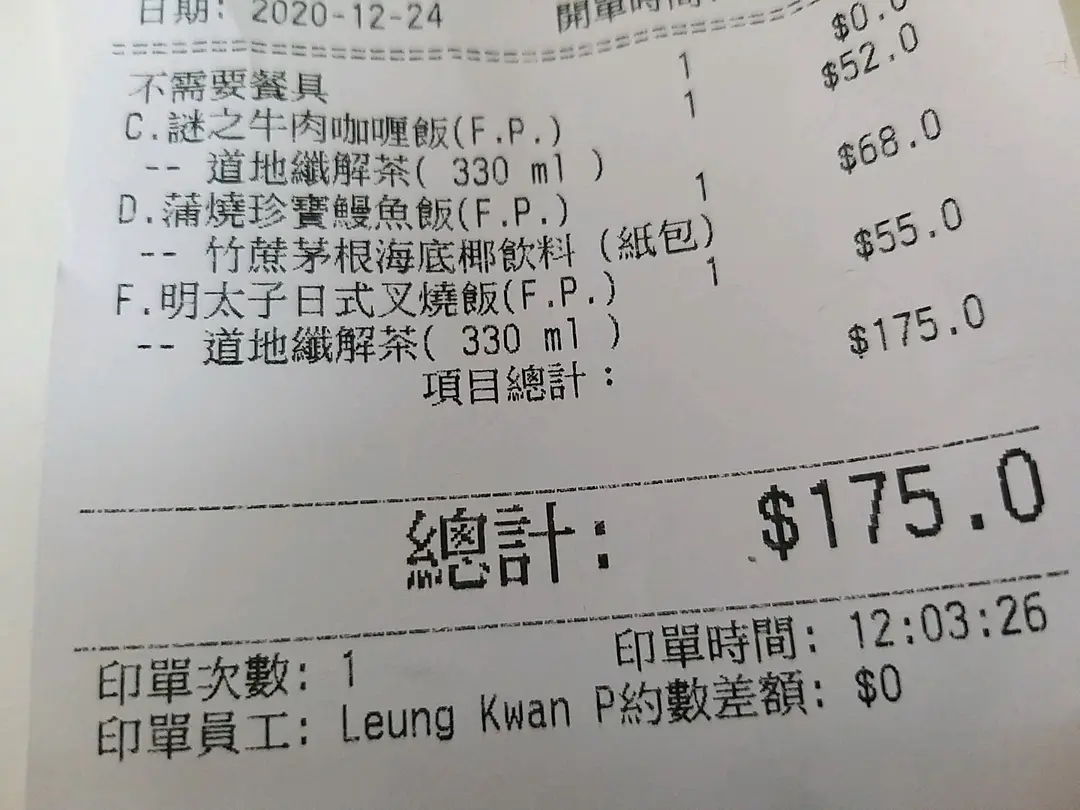 日期: 2020-12-24 開單時間:
不需要餐具 1 $0.0
C.謎之牛肉咖喱飯(F.P.) 1 $52.0
-- 道地纖解茶( 330 ml )
D.蒲燒珍寶鰻魚飯(F.P.) 1 $68.0
-- 竹蔗茅根海底椰飲料 (紙包)
F.明太子日式叉燒飯(F.P.) 1 $55.0
-- 道地纖解茶( 330 ml )
項目總計: $175.0
總計: $175.0
印單次數: 1 印單時間: 12:03:26
印單員工: Leung Kwan P約數差額: $0